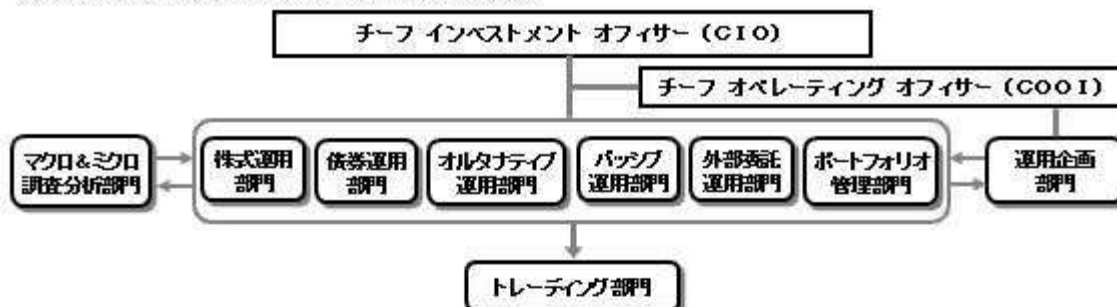 チーフ インベストメント オフィサー（CIO）
チーフ オペレーティング オフィサー（COOI）
マクロ&ミクロ
調査分析部門
株式運用
部門
債券運用
部門
オルタナティブ
運用部門
パッシブ
運用部門
外部委託
運用部門
ポートフォリオ
管理部門
運用企画
部門
トレーディング部門